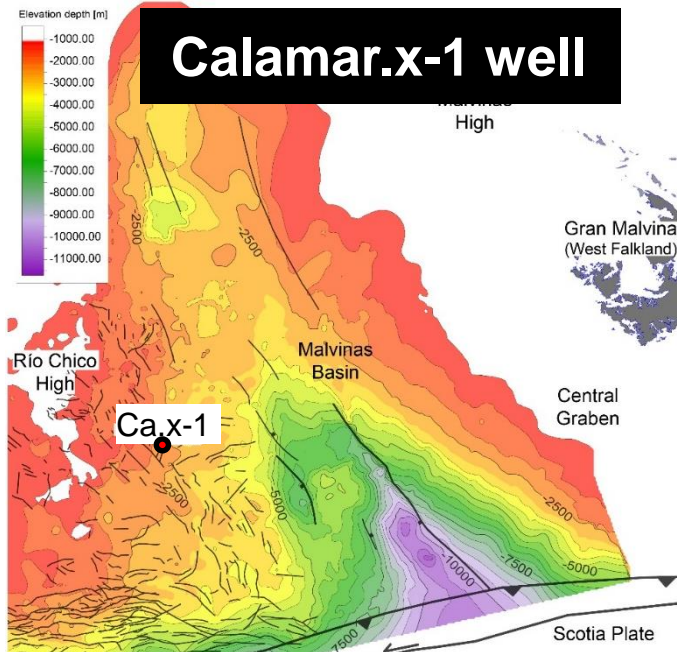 Elevation depth [m]
-1000.00
-2000.00
-3000.00
-4000.00
-5000.00
-6000.00
-7000.00
-8000.00
-9000.00
-10000.00
-11000.00
Calamar.x-1 well
Malvinas
High
-2500
-2500
Gran Malvina
(West Falkland)
Malvinas
Basin
Río Chico
High
Central
Graben
Ca.x-1
-2500
-5000
-2500
-10000
-7500
-5000
-7500
Scotia Plate